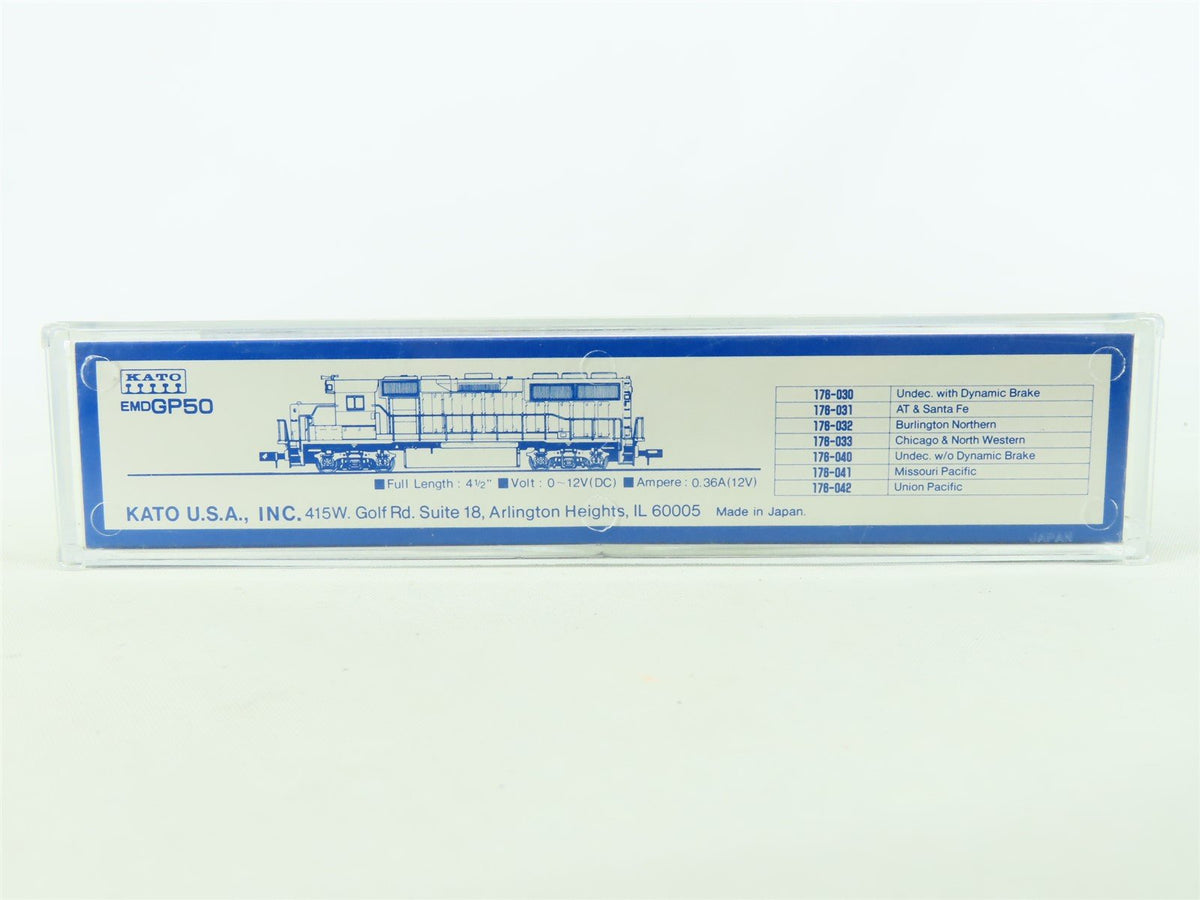 KATO
EMD GP50
176-030 Undec. with Dynamic Brake
176-031 AT & Santa Fe
176-032 Burlington Northern
176-033 Chicago & North Western
176-040 Undec. w/o Dynamic Brake
176-041 Missouri Pacific
176-042 Union Pacific
■Full Length : 4½" ■Volt : 0~12V(DC) ■Ampere : 0.36A(12V)
KATO U.S.A., INC. 415W. Golf Rd. Suite 18, Arlington Heights, IL 60005 Made in Japan.
JAPAN